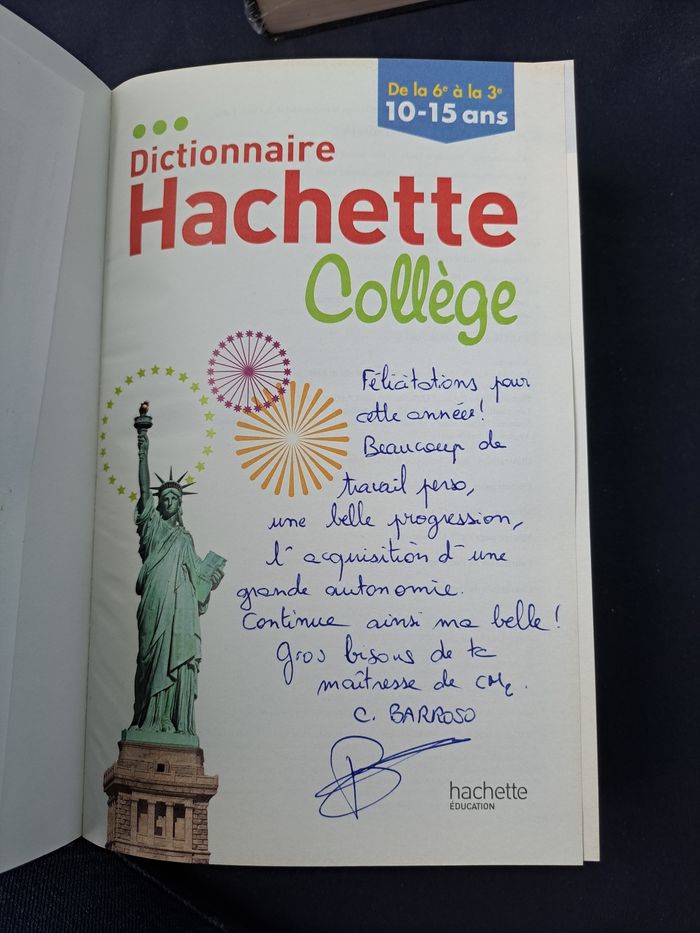 De la 6e à la 3e
10-15 ans
Dictionnaire
Hachette
Collège
Félicitations pour
cette année!
Beaucoup de
travail perso,
une belle progression,
l'acquisition d'une
grande autonomie.
Continue ainsi ma belle!
Gros bisous de ta
maîtresse de CM2.
C. BARROSO
hachette
ÉDUCATION